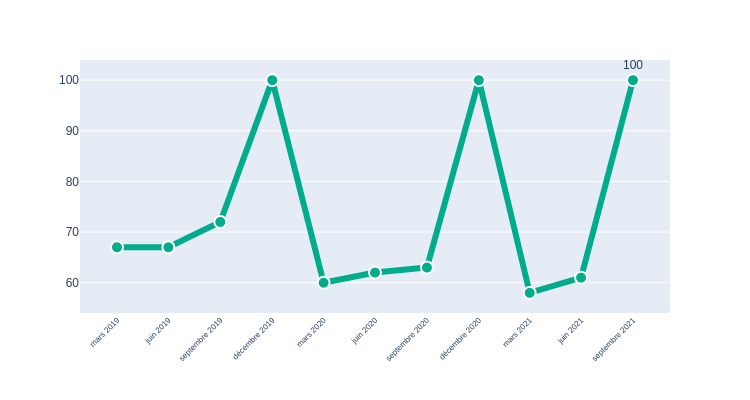 100
100
90
80
70
60
mars 2019
juin 2019
septembre 2019
décembre 2019
mars 2020
juin 2020
septembre 2020
décembre 2020
mars 2021
juin 2021
septembre 2021